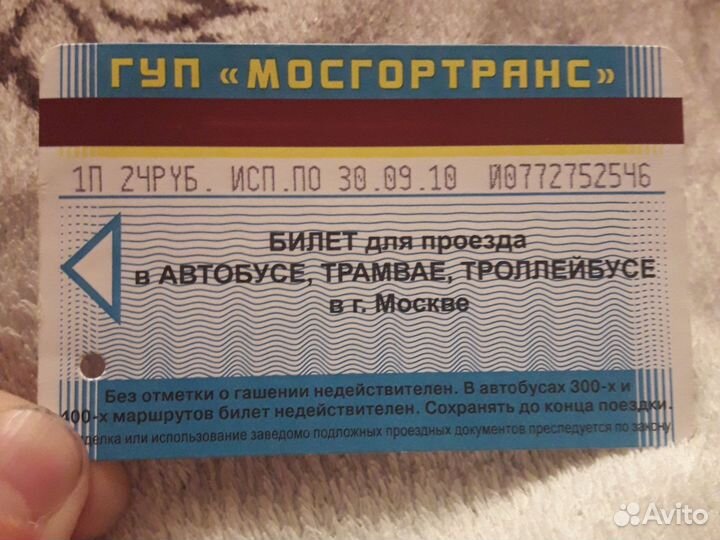 ГУП «МОСГОРТРАНС»
1П 24РУБ. ИСП.ПО 30.09.10 Й0772752546
БИЛЕТ для проезда
в АВТОБУСЕ, ТРАМВАЕ, ТРОЛЛЕЙБУСЕ
в г. Москве
Без отметки о гашении недействителен. В автобусах 300-х и
400-х маршрутов билет недействителен. Сохранять до конца поездки.
или использование заведомо подложных проездных документов преследуется по закону
Avito